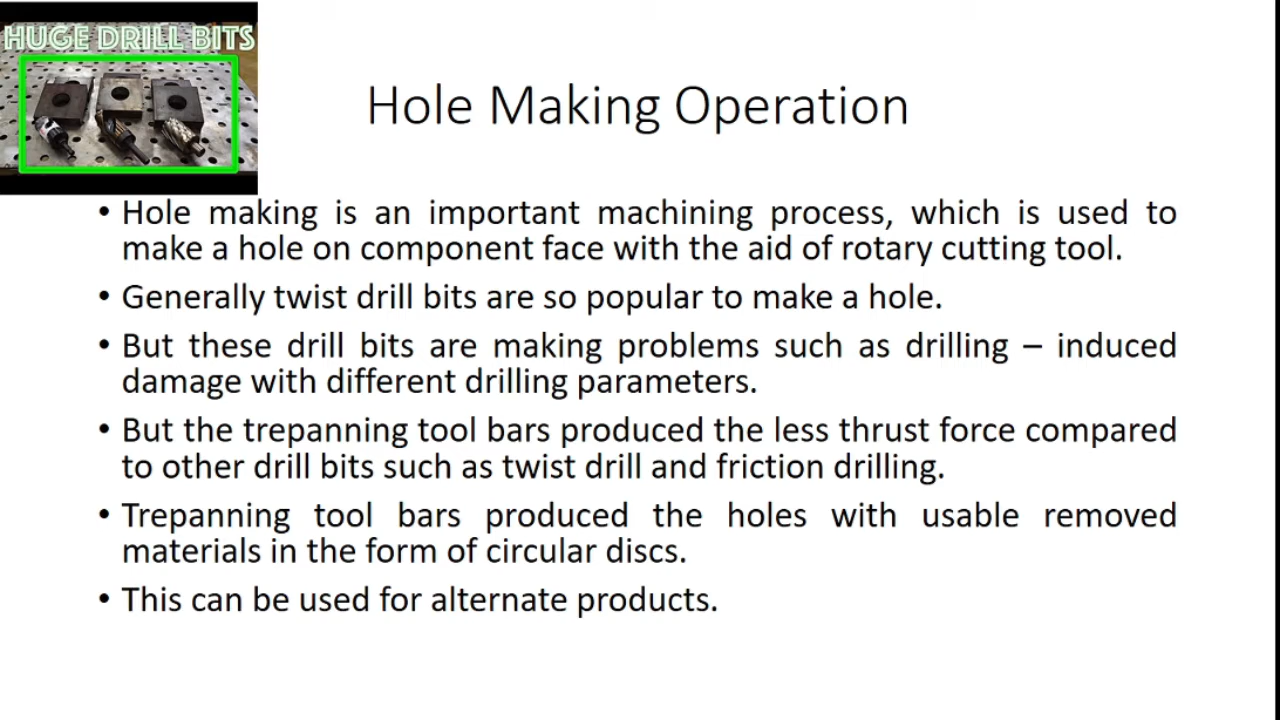 HUGE DRILL BITS
Hole Making Operation
• Hole making is an important machining process, which is used to
make a hole on component face with the aid of rotary cutting tool.
• Generally twist drill bits are so popular to make a hole.
• But these drill bits are making problems such as drilling – induced
damage with different drilling parameters.
• But the trepanning tool bars produced the less thrust force compared
to other drill bits such as twist drill and friction drilling.
• Trepanning tool bars produced the holes with usable removed
materials in the form of circular discs.
• This can be used for alternate products.